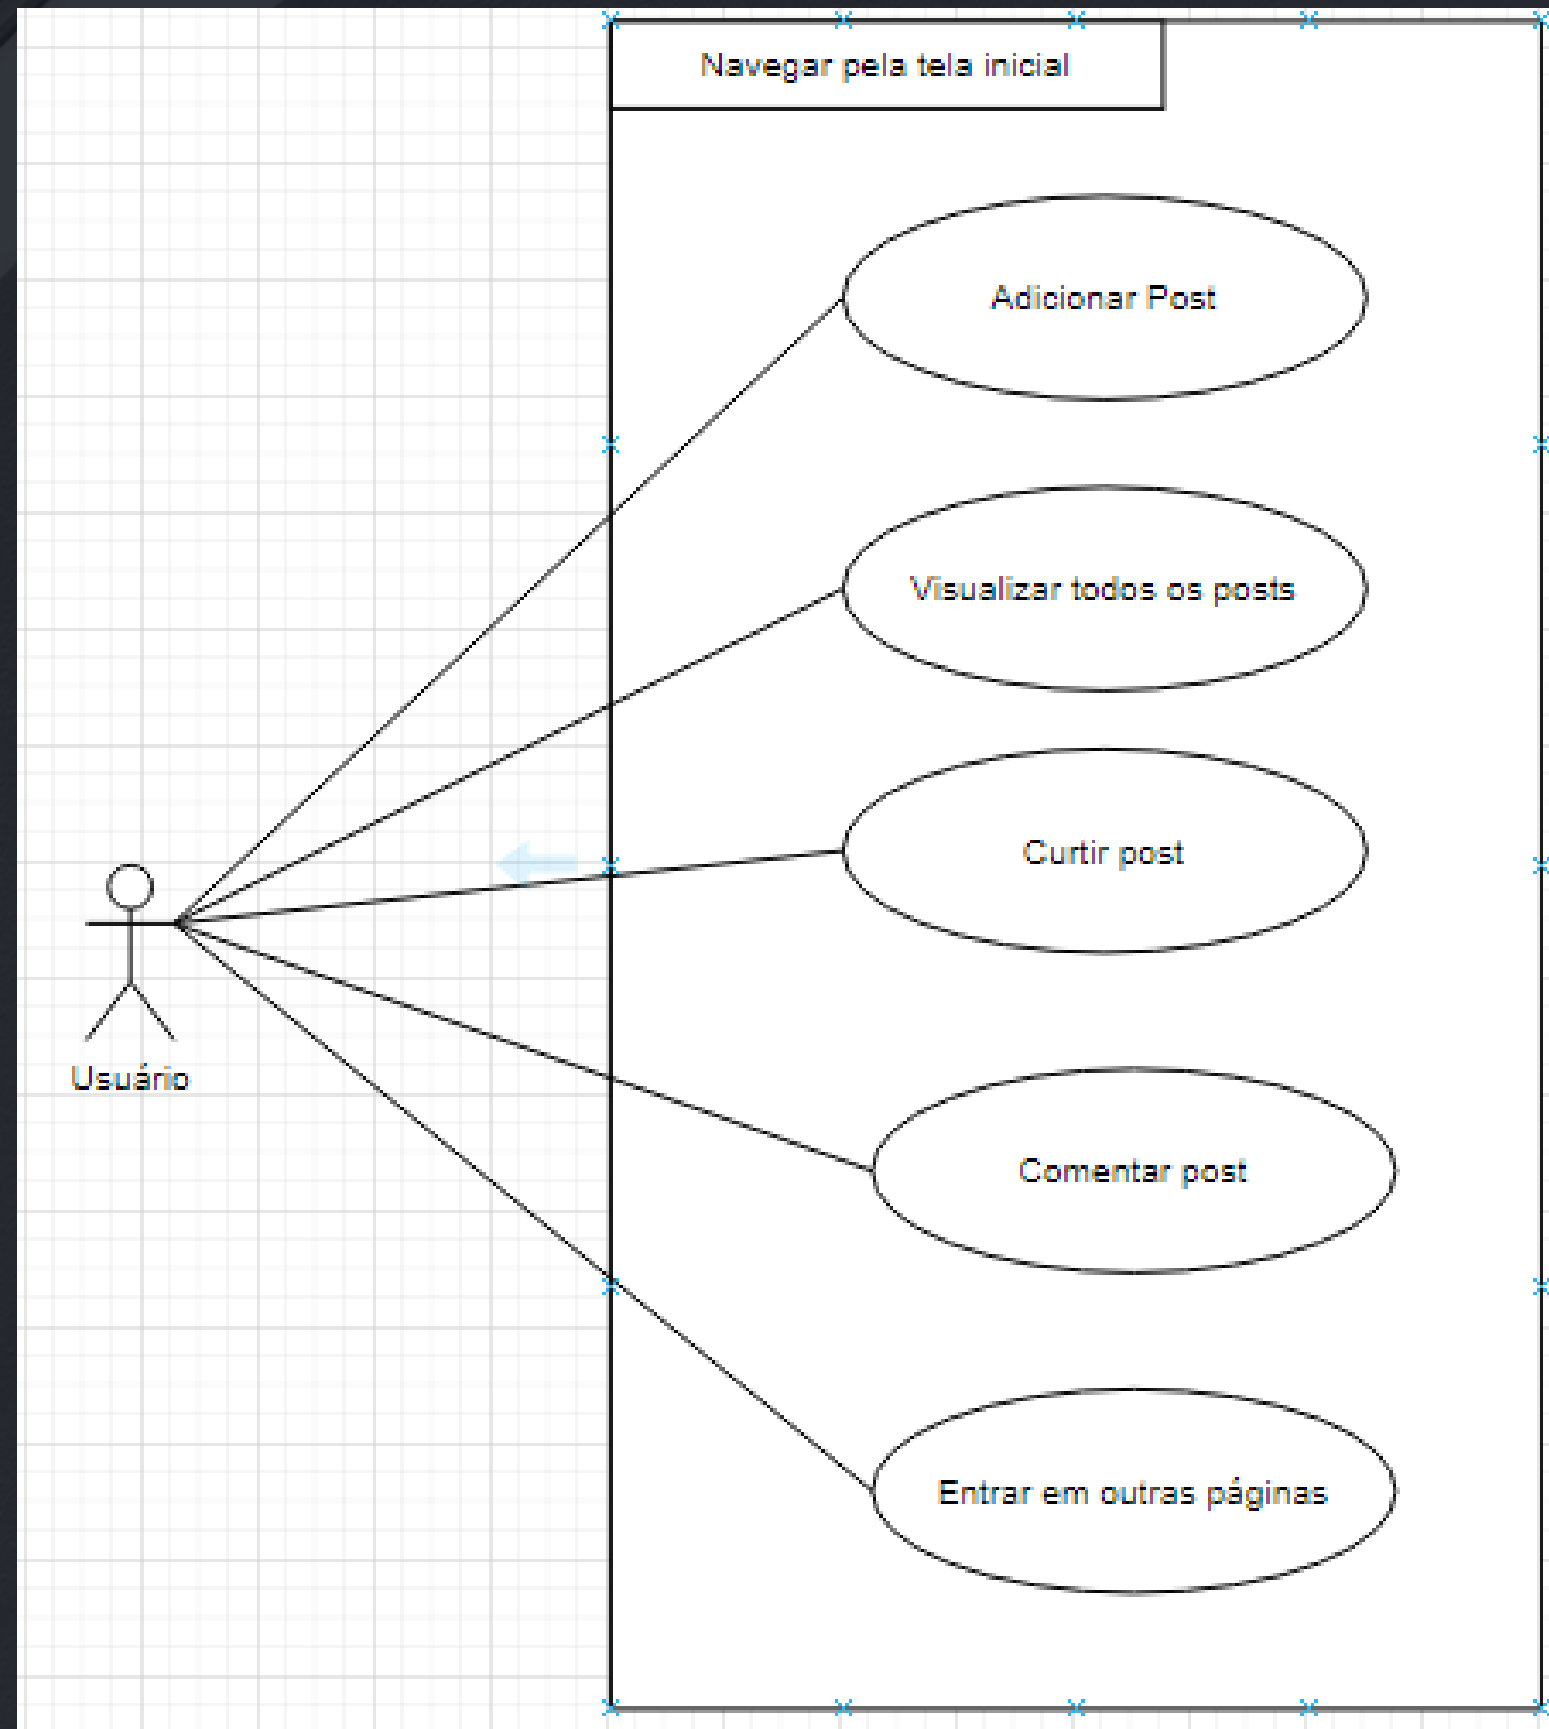 Navegar pela tela inicial
Adicionar Post
Visualizar todos os posts
Curtir post
Usuário
Comentar post
Entrar em outras páginas